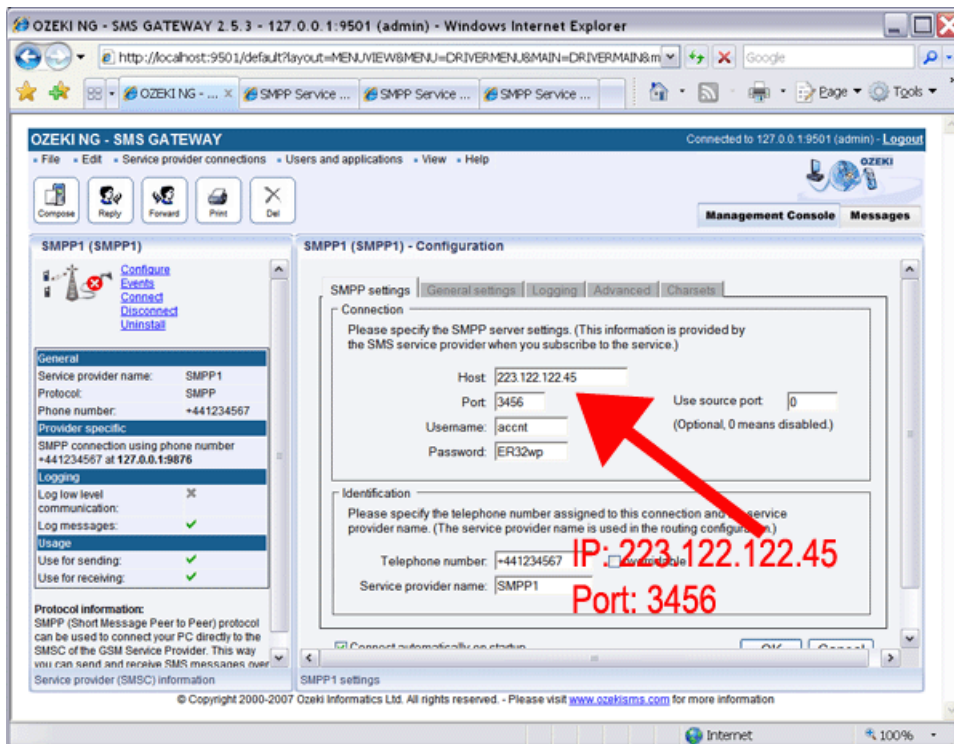 OZEKI NG - SMS GATEWAY 2.5.3 - 127.0.0.1:9501 (admin) - Windows Internet Explorer
http://localhost:9501/default?layout=MENUVIEW&MENU=DRIVERMENU&MAIN=DRIVERMAIN&m
Google
OZEKI NG - ... SMPP Service ... SMPP Service ... SMPP Service ... Page Tools
OZEKI NG - SMS GATEWAY
Connected to 127.0.0.1:9501 (admin) - Logout
File Edit Service provider connections Users and applications View Help
OZEKI
Compose Reply Forward Print Del
Management Console Messages
SMPP1 (SMPP1)
Configure
Events
Connect
Disconnect
Uninstall
General
Service provider name: SMPP1
Protocol: SMPP
Phone number: +441234567
Provider specific
SMPP connection using phone number
+441234567 at 127.0.0.1:9876
Logging
Log low level
communication:
Log messages:
Usage
Use for sending:
Use for receiving:
Protocol information:
SMPP (Short Message Peer to Peer) protocol
can be used to connect your PC directly to the
SMSC of the GSM Service Provider. This way
you can send and receive SMS messages over
Service provider (SMSC) information
SMPP1 (SMPP1) - Configuration
SMPP settings General settings Logging Advanced Charsets
Connection
Please specify the SMPP server settings. (This information is provided by
the SMS service provider when you subscribe to the service.)
Host: 223.122.122.45
Port: 3456
Use source port: 0
Username: accnt
(Optional, 0 means disabled.)
Password: ER32wp
Identification
Please specify the telephone number assigned to this connection and service
provider name. (The service provider name is used in the routing configuration.)
Telephone number: +441234567
IP: 223.122.122.45
Service provider name: SMPP1
Port: 3456
Connect automatically on startup
OK Cancel
SMPP1 settings
© Copyright 2000-2007 Ozeki Informatics Ltd. All rights reserved. - Please visit www.ozekisms.com for more information
Internet 100%